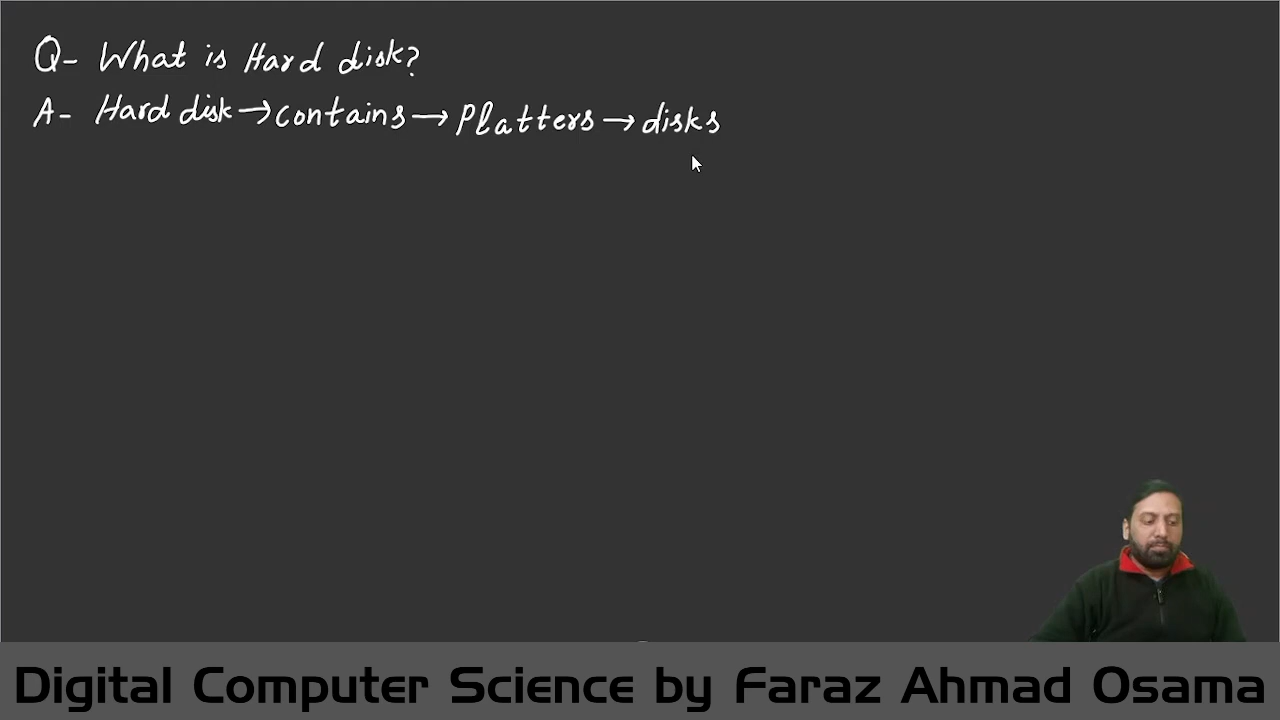 Q- What is Hard disk?
A- Hard disk→contains→Platters→disks
Digital Computer Science by Faraz Ahmad Osama